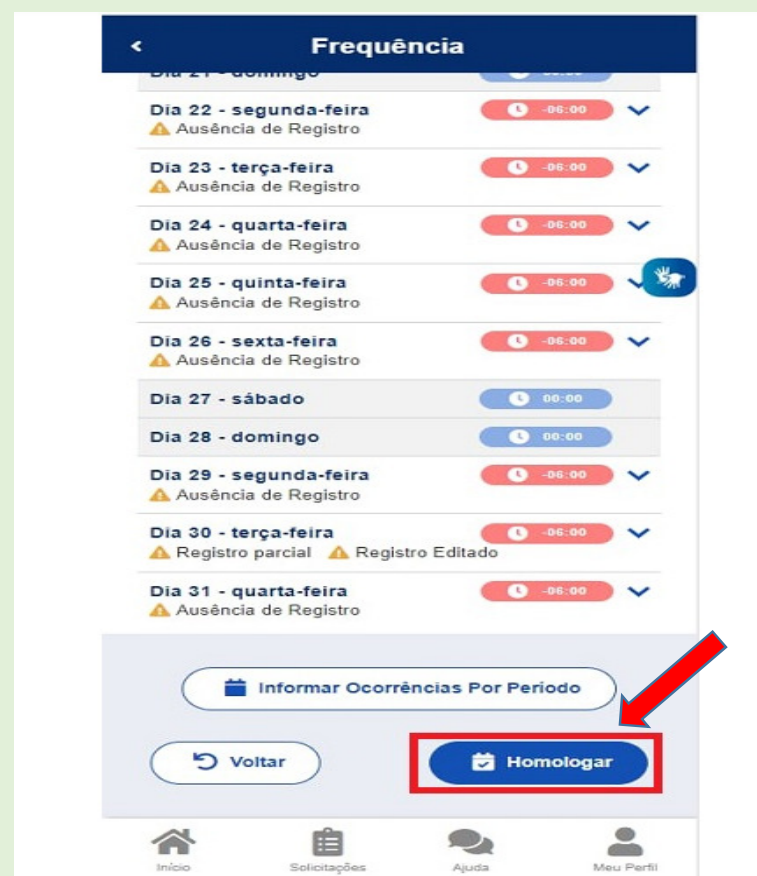 Frequência
Dia 21 - domingo
Dia 22 - segunda-feira -06:00
Ausência de Registro
Dia 23 - terça-feira -06:00
Ausência de Registro
Dia 24 - quarta-feira -06:00
Ausência de Registro
Dia 25 - quinta-feira -06:00
Ausência de Registro
Dia 26 - sexta-feira -06:00
Ausência de Registro
Dia 27 - sábado 00:00
Dia 28 - domingo 00:00
Dia 29 - segunda-feira -06:00
Ausência de Registro
Dia 30 - terça-feira -06:00
Registro parcial Registro Editado
Dia 31 - quarta-feira -06:00
Ausência de Registro
Informar Ocorrências Por Período
Voltar Homologar
Início Solicitações Ajuda Meu Perfil